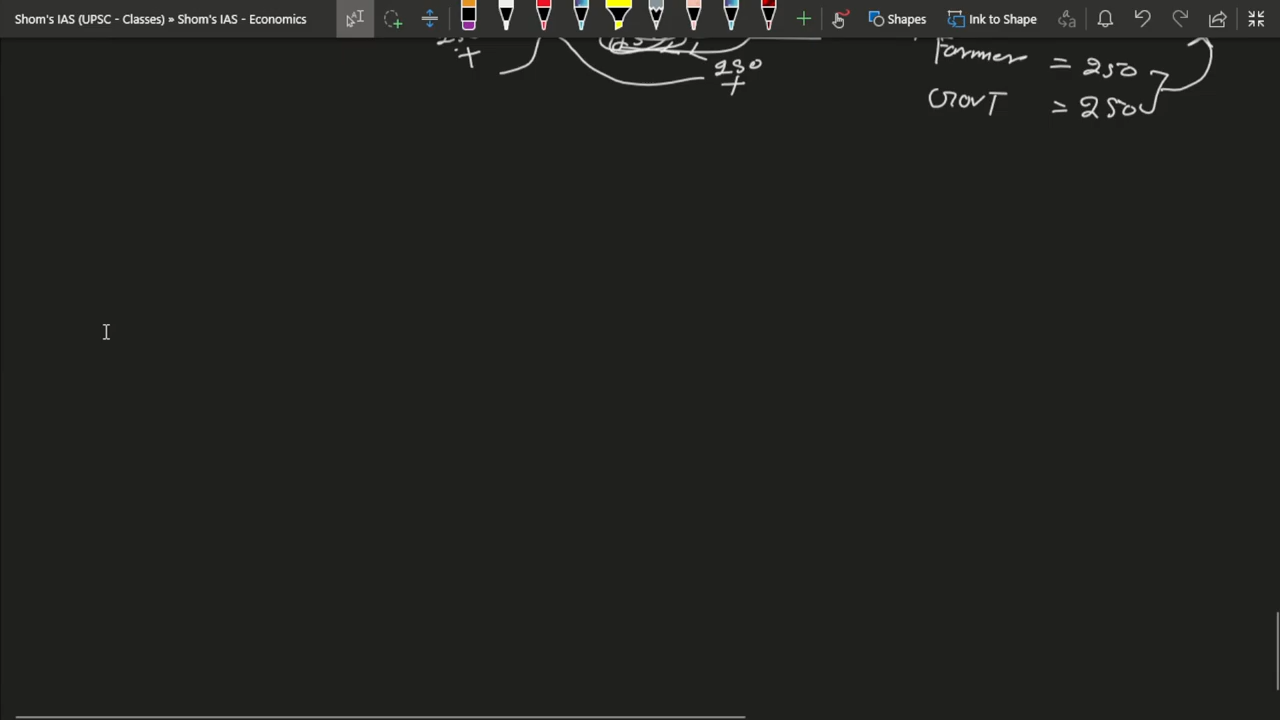 Shom's IAS (UPSC - Classes) » Shom's IAS - Economics
Shapes
Ink to Shape
Farmer = 250
Govt = 250
250
+
+